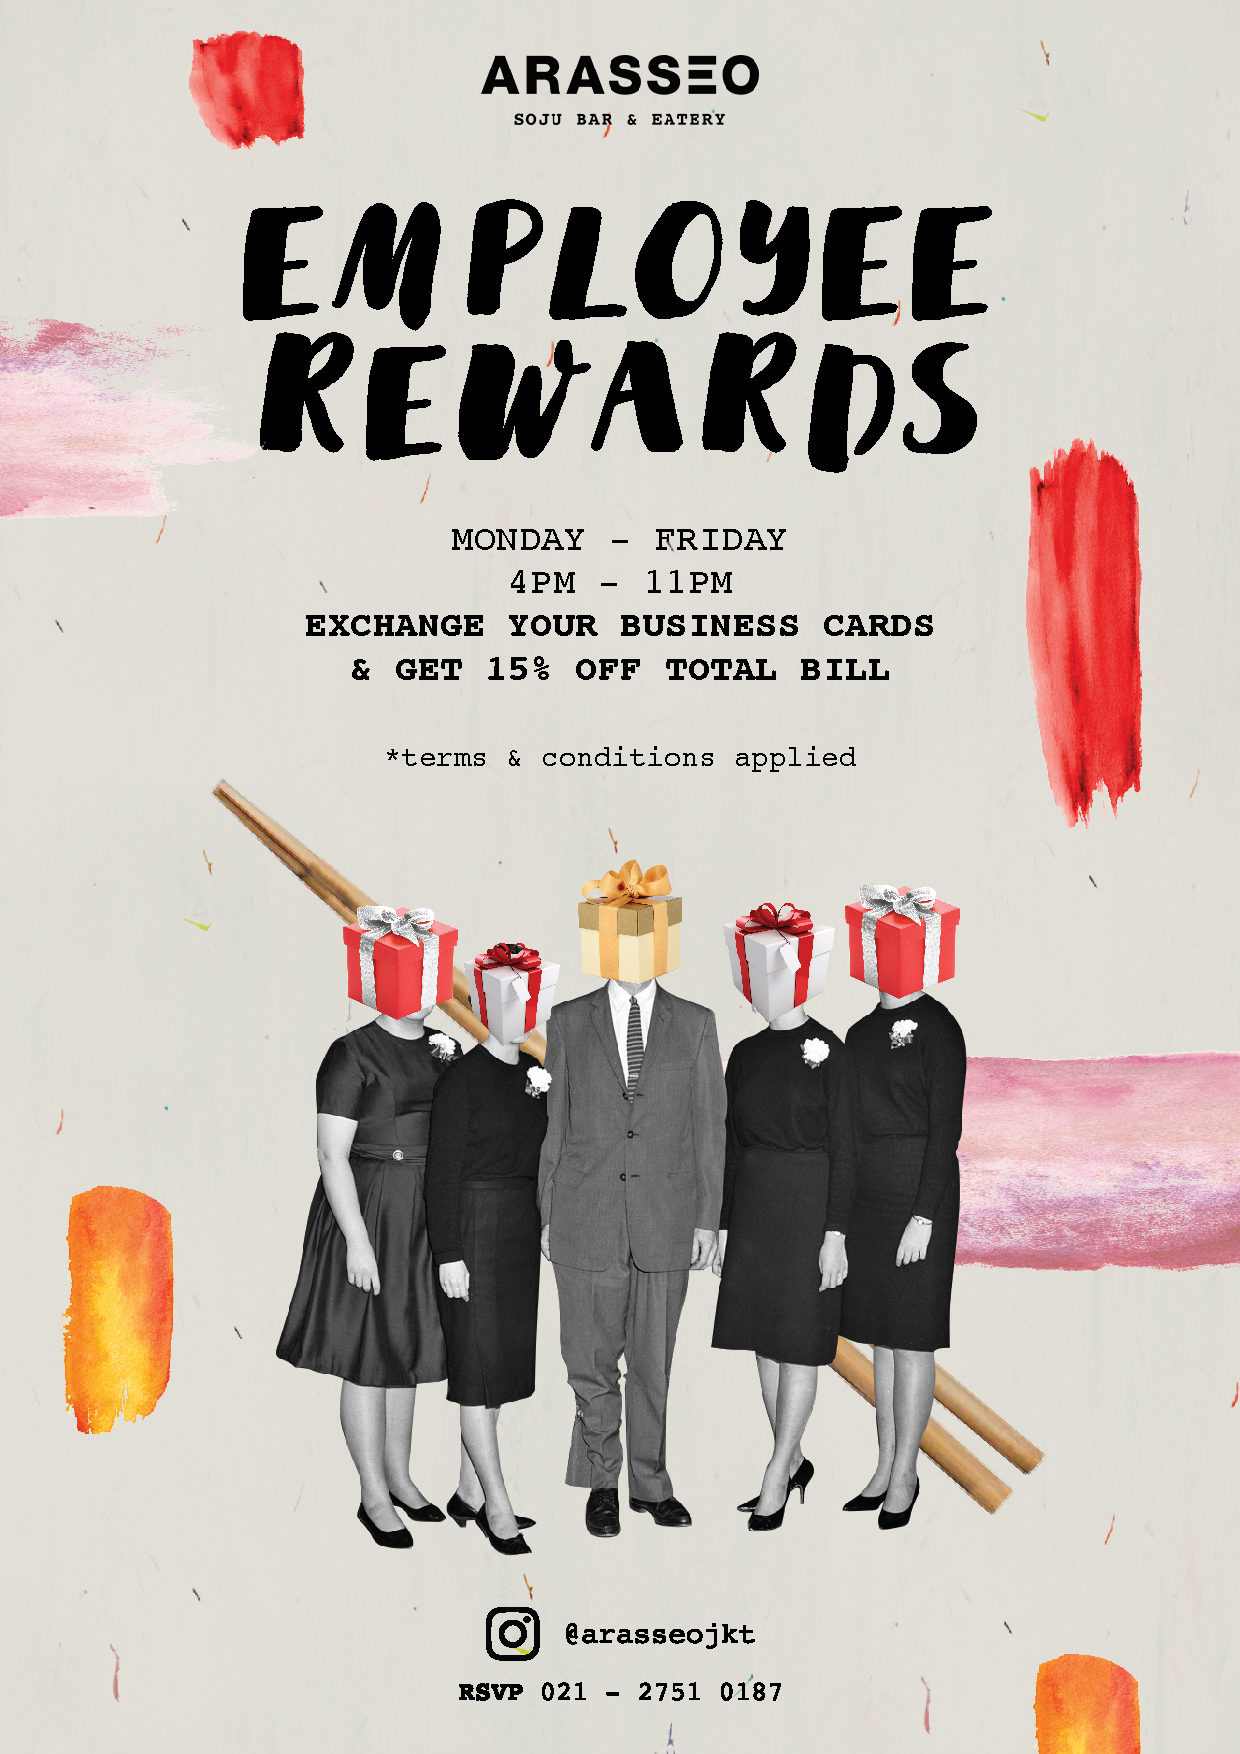 ARASSEO
SOJU BAR & EATERY
EMPLOYEE
REWARDS
MONDAY – FRIDAY
4PM – 11PM
EXCHANGE YOUR BUSINESS CARDS
& GET 15% OFF TOTAL BILL
*terms & conditions applied
@arasseojkt
RSVP 021 – 2751 0187